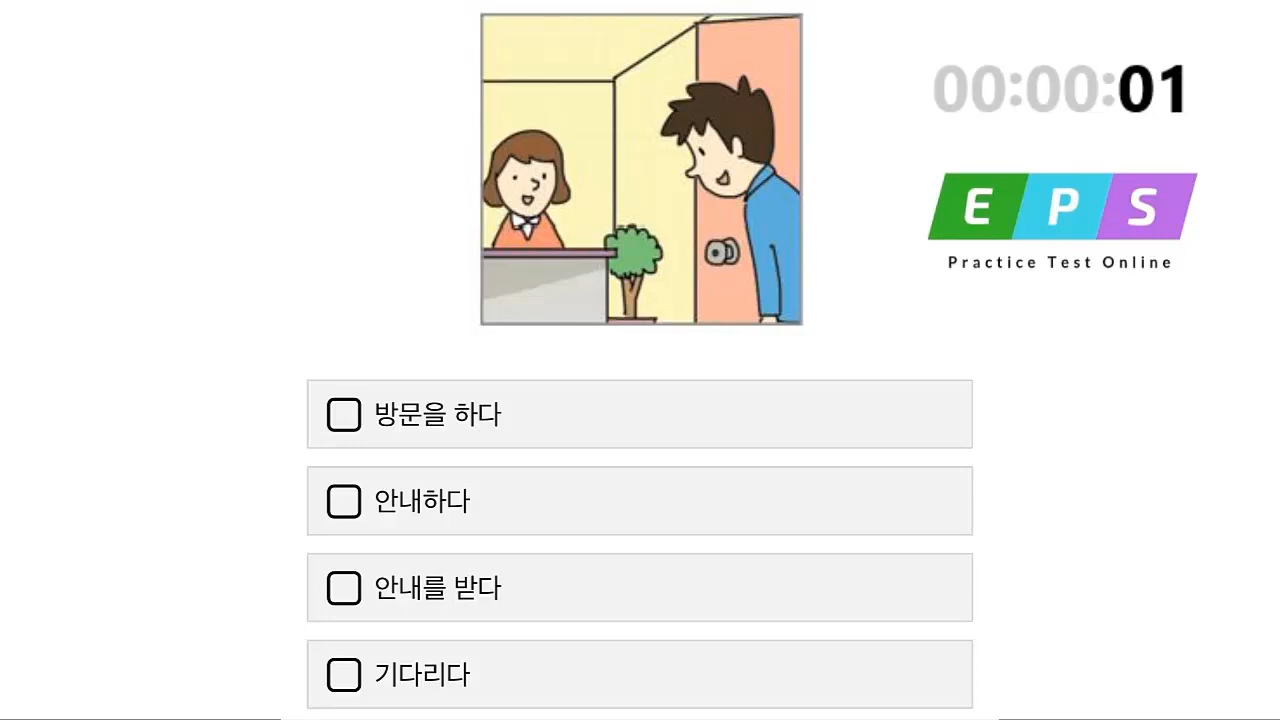 00:00:01
E P S
Practice Test Online
방문을 하다
안내하다
안내를 받다
기다리다